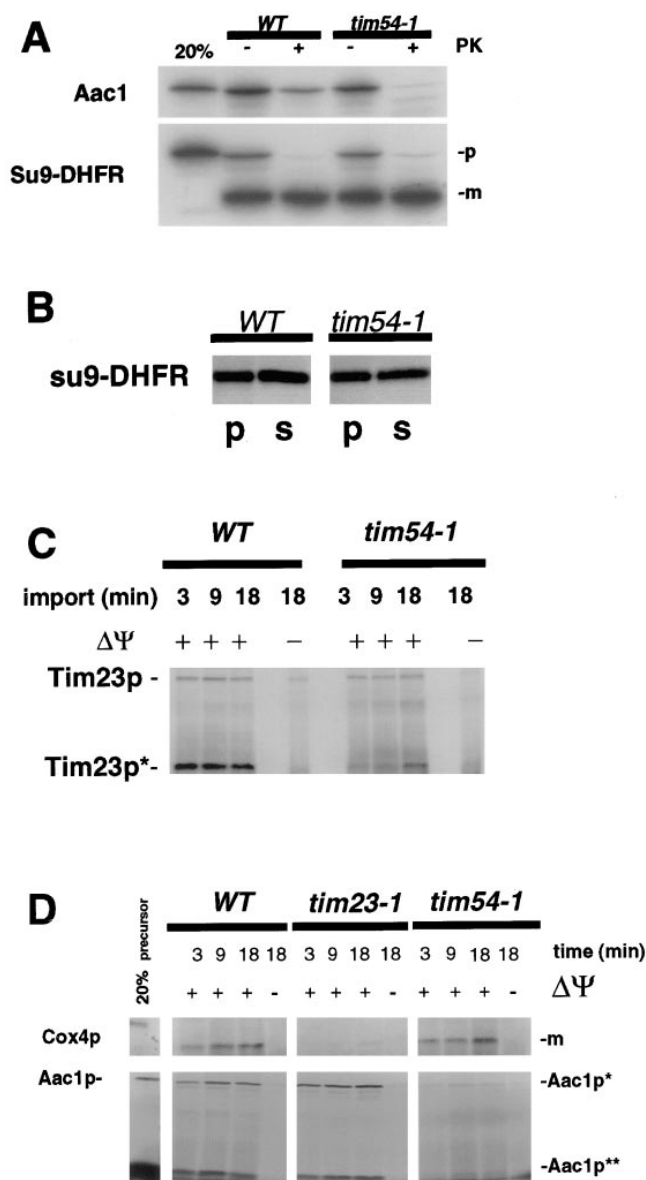 A
WT tim54-1
20% - + - + PK
Aac1
Su9-DHFR
-p
-m
B
WT tim54-1
su9-DHFR
p s p s
C
WT tim54-1
import (min) 3 9 18 18 3 9 18 18
ΔΨ + + + − + + + −
Tim23p -
Tim23p*-
D
20% precursor
WT tim23-1 tim54-1
3 9 18 18 3 9 18 18 3 9 18 18 time (min)
+ + + - + + + - + + + - ΔΨ
Cox4p -m
Aac1p- -Aac1p*
-Aac1p**